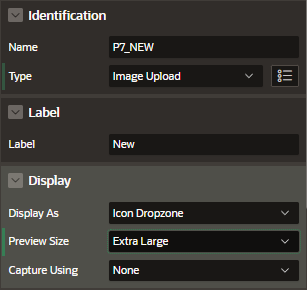 Identification
Name P7_NEW
Type Image Upload
Label
Label New
Display
Display As Icon Dropzone
Preview Size Extra Large
Capture Using None